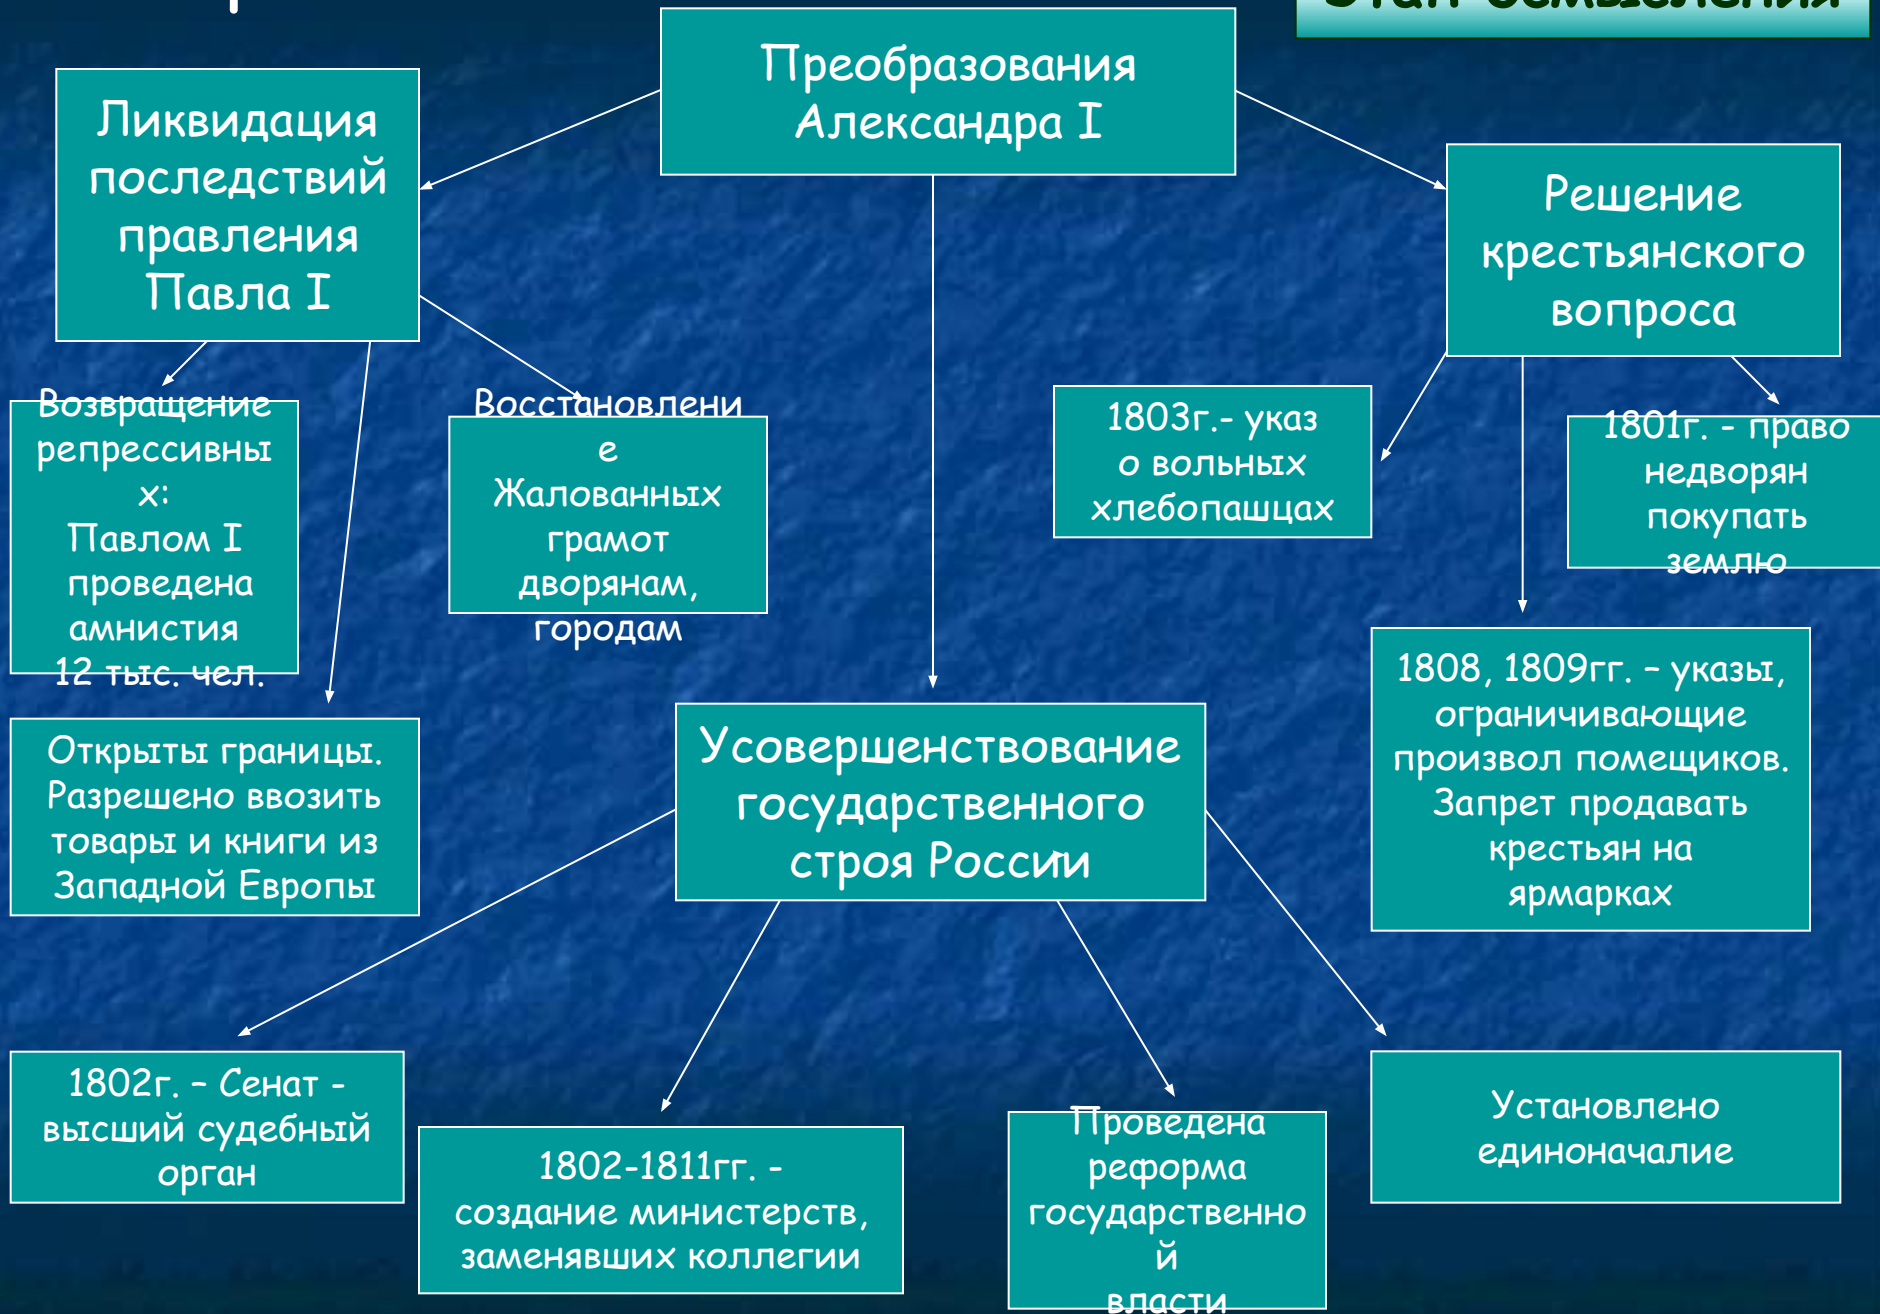 Этап осмысления
Преобразования
Александра I
Ликвидация
последствий
правления
Павла I
Решение
крестьянского
вопроса
Возвращение
репрессивны
х:
Павлом I
проведена
амнистия
12 тыс. чел.
Восстановлени
е
Жалованных
грамот
дворянам,
городам
1803г.- указ
о вольных
хлебопашцах
1801г. - право
недворян
покупать
землю
Открыты границы.
Разрешено ввозить
товары и книги из
Западной Европы
Усовершенствование
государственного
строя России
1808, 1809гг. – указы,
ограничивающие
произвол помещиков.
Запрет продавать
крестьян на
ярмарках
1802г. – Сенат -
высший судебный
орган
1802-1811гг. -
создание министерств,
заменявших коллегии
Проведена
реформа
государственно
й
власти
Установлено
единоначалие